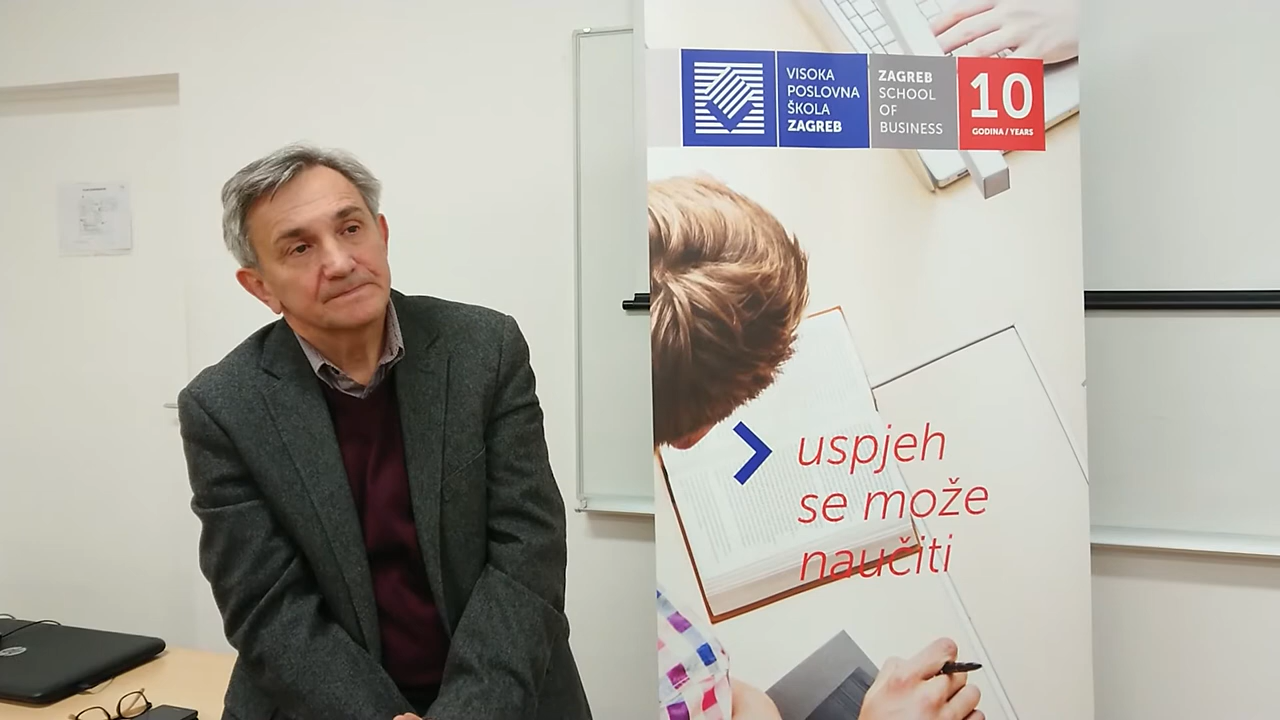 VISOKA
POSLOVNA
ŠKOLA
ZAGREB
ZAGREB
SCHOOL
OF
BUSINESS
10
GODINA / YEARS
uspjeh
se može
naučiti